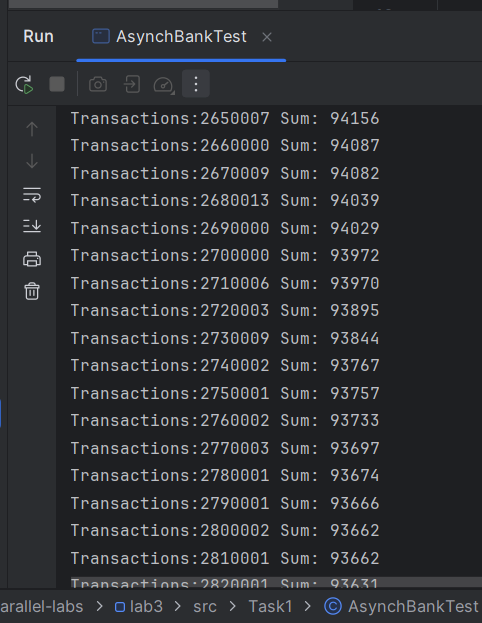 Run AsynchBankTest
Transactions:2650007 Sum: 94156
Transactions:2660000 Sum: 94087
Transactions:2670009 Sum: 94082
Transactions:2680013 Sum: 94039
Transactions:2690000 Sum: 94029
Transactions:2700000 Sum: 93972
Transactions:2710006 Sum: 93970
Transactions:2720003 Sum: 93895
Transactions:2730009 Sum: 93844
Transactions:2740002 Sum: 93767
Transactions:2750001 Sum: 93757
Transactions:2760002 Sum: 93733
Transactions:2770003 Sum: 93697
Transactions:2780001 Sum: 93674
Transactions:2790001 Sum: 93666
Transactions:2800002 Sum: 93662
Transactions:2810001 Sum: 93662
Transactions:2820001 Sum: 93631
arallel-labs > lab3 > src > Task1 > AsynchBankTest